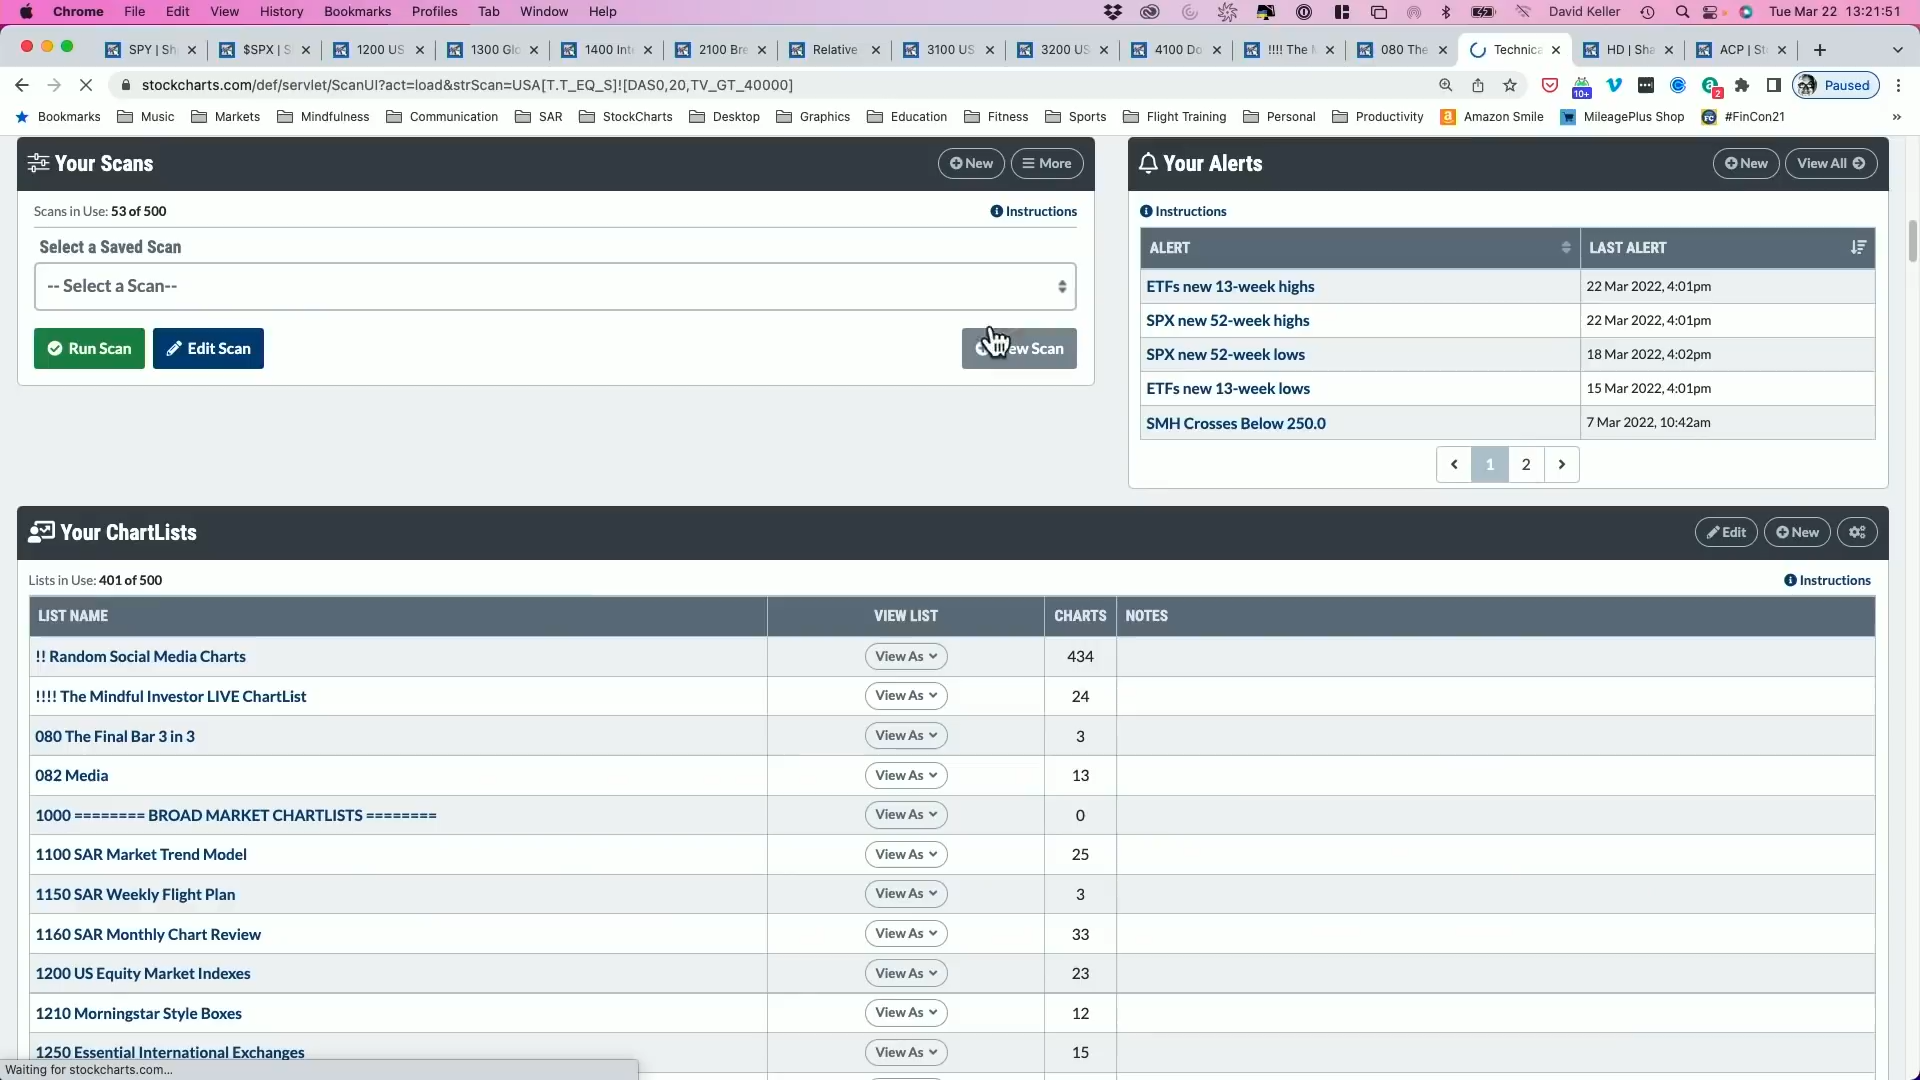 Chrome File Edit View History Bookmarks Profiles Tab Window Help David Keller Tue Mar 22 13:21:51
SPY | Sh $SPX | S 1200 US 1300 Glo 1400 Inte 2100 Bre Relative 3100 US 3200 US 4100 Do !!!! The M 080 The Technica HD | Sha ACP | St
stockcharts.com/def/servlet/ScanUI?act=load&strScan=USA[T.T_EQ_S]![DAS0,20,TV_GT_40000] 10+ 2 Paused
Bookmarks Music Markets Mindfulness Communication SAR StockCharts Desktop Graphics Education Fitness Sports Flight Training Personal Productivity Amazon Smile MileagePlus Shop #FinCon21 »
Your Scans New More
Scans in Use: 53 of 500 Instructions
Select a Saved Scan
-- Select a Scan--
Run Scan Edit Scan ew Scan
Your Alerts New View All
Instructions
ALERT LAST ALERT
ETFs new 13-week highs 22 Mar 2022, 4:01pm
SPX new 52-week highs 22 Mar 2022, 4:01pm
SPX new 52-week lows 18 Mar 2022, 4:02pm
ETFs new 13-week lows 15 Mar 2022, 4:01pm
SMH Crosses Below 250.0 7 Mar 2022, 10:42am
1 2
Your ChartLists Edit New
Lists in Use: 401 of 500 Instructions
LIST NAME VIEW LIST CHARTS NOTES
!! Random Social Media Charts View As 434
!!!! The Mindful Investor LIVE ChartList View As 24
080 The Final Bar 3 in 3 View As 3
082 Media View As 13
1000 ======== BROAD MARKET CHARTLISTS ======== View As 0
1100 SAR Market Trend Model View As 25
1150 SAR Weekly Flight Plan View As 3
1160 SAR Monthly Chart Review View As 33
1200 US Equity Market Indexes View As 23
1210 Morningstar Style Boxes View As 12
1250 Essential International Exchanges View As 15
Waiting for stockcharts.com...